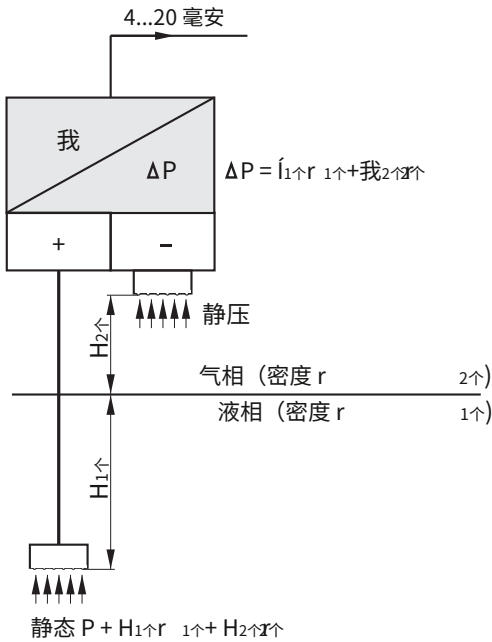 4...20 毫安
我
ΔP
ΔP = Í1个r 1个+我2个r2个
+
−
静压
H2个
气相（密度 r 2个)
液相（密度 r 1个)
H1个
静态 P + H1个r 1个+ H2个r2个